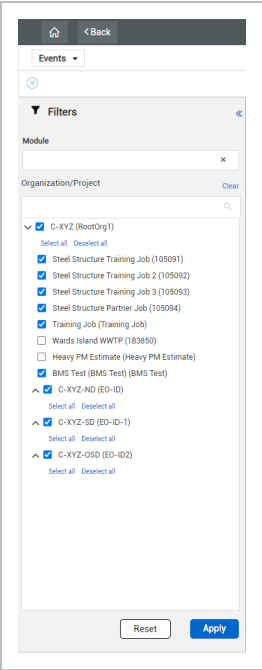 Back
Events
Filters
Module
Organization/Project
Clear
C-XYZ (RootOrg1)
Select all Deselect all
Steel Structure Training Job (105091)
Steel Structure Training Job 2 (105092)
Steel Structure Training Job 3 (105093)
Steel Structure Partner Job (105094)
Training Job (Training Job)
Wards Island WWTP (183850)
Heavy PM Estimate (Heavy PM Estimate)
BMS Test (BMS Test) (BMS Test)
C-XYZ-ND (EO-ID)
Select all Deselect all
C-XYZ-SD (EO-ID-1)
Select all Deselect all
C-XYZ-OSD (EO-ID2)
Select all Deselect all
Reset Apply